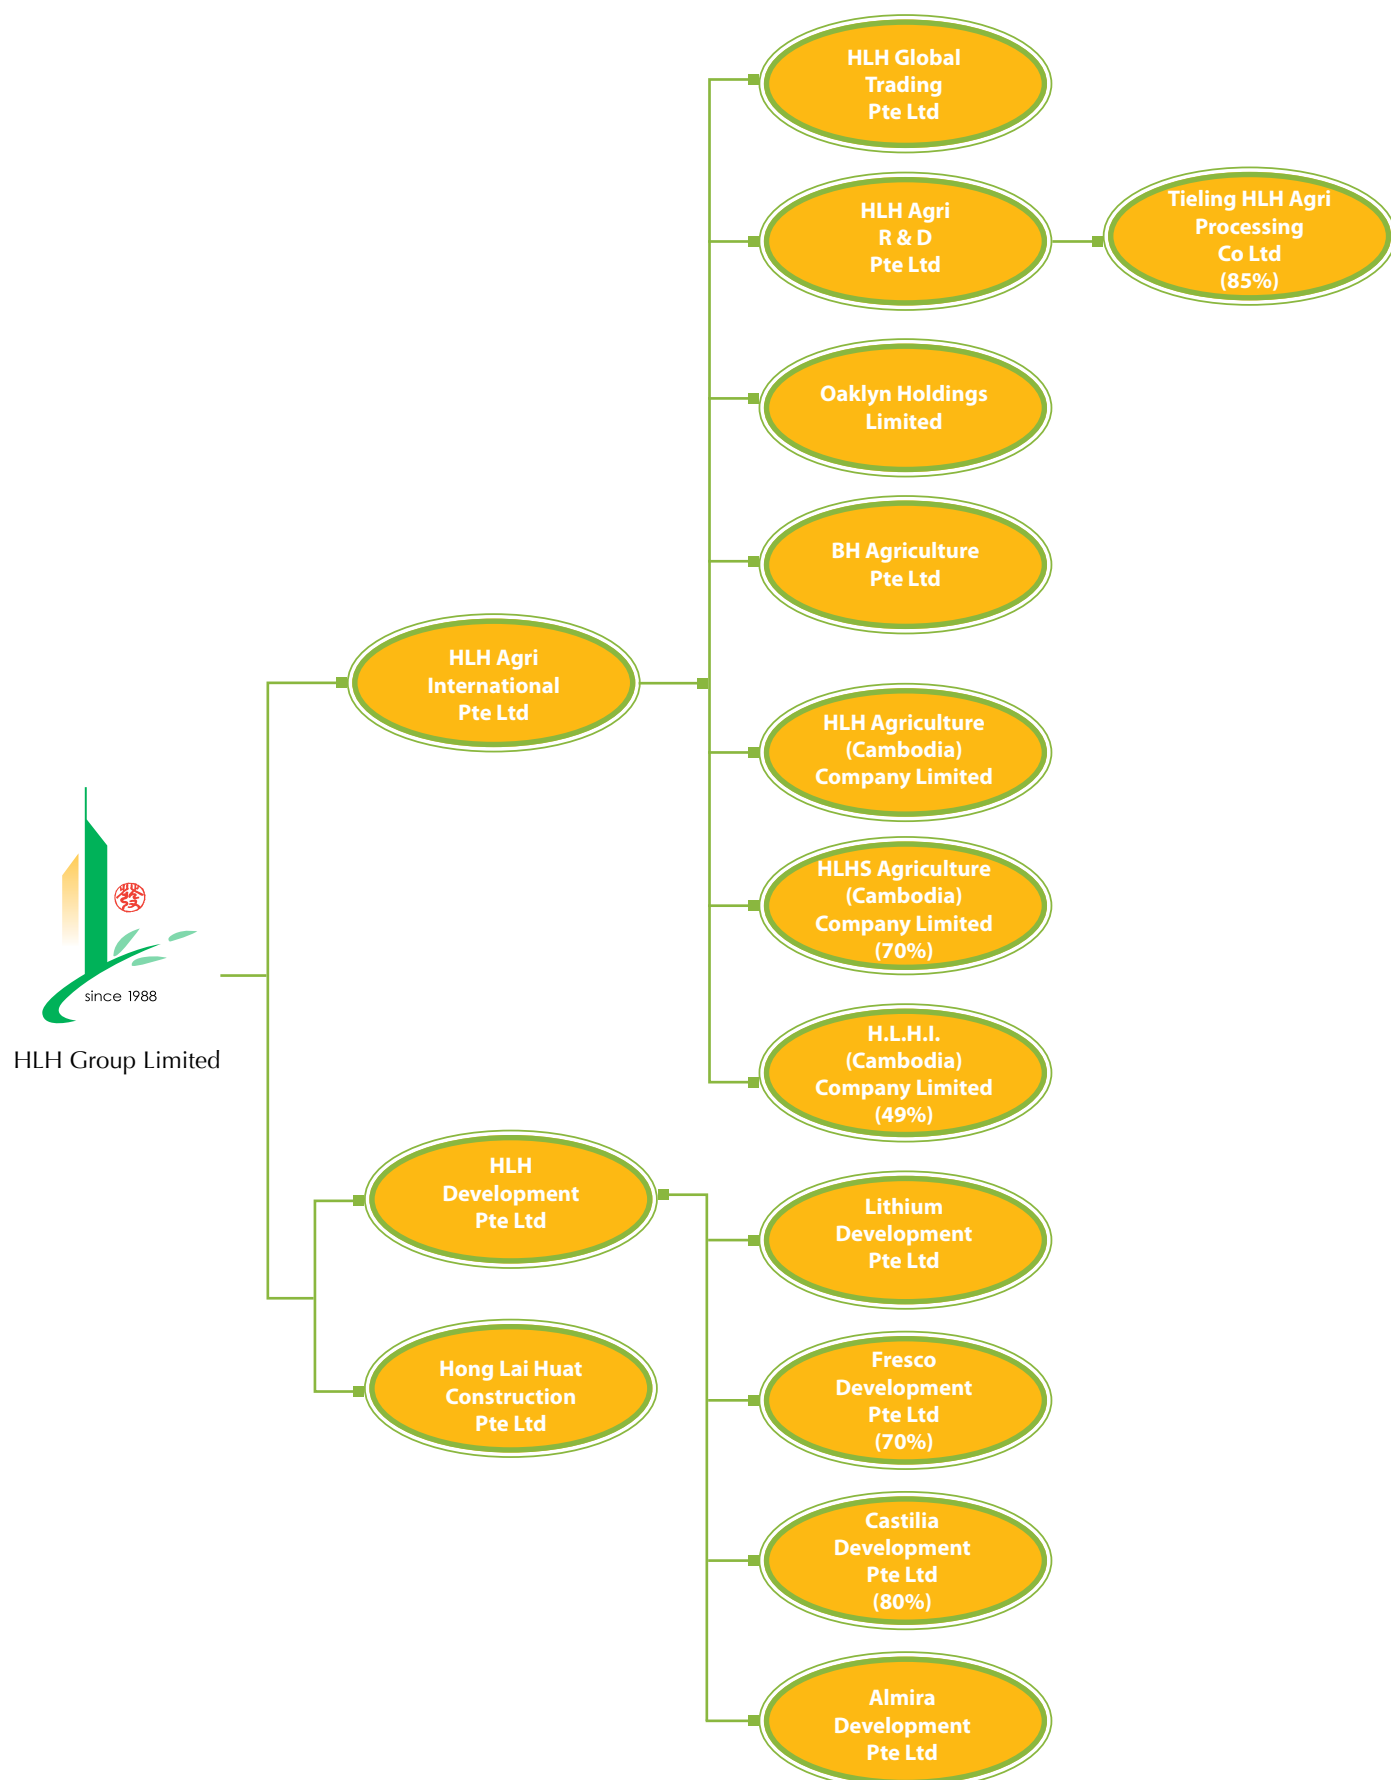 HLH Global
Trading
Pte Ltd
HLH Agri
R & D
Pte Ltd
Tieling HLH Agri
Processing
Co Ltd
(85%)
Oaklyn Holdings
Limited
BH Agriculture
Pte Ltd
HLH Agri
International
Pte Ltd
HLH Agriculture
(Cambodia)
Company Limited
HLHS Agriculture
(Cambodia)
Company Limited
(70%)
發
since 1988
HLH Group Limited
H.L.H.I.
(Cambodia)
Company Limited
(49%)
HLH
Development
Pte Ltd
Lithium
Development
Pte Ltd
Hong Lai Huat
Construction
Pte Ltd
Fresco
Development
Pte Ltd
(70%)
Castilia
Development
Pte Ltd
(80%)
Almira
Development
Pte Ltd